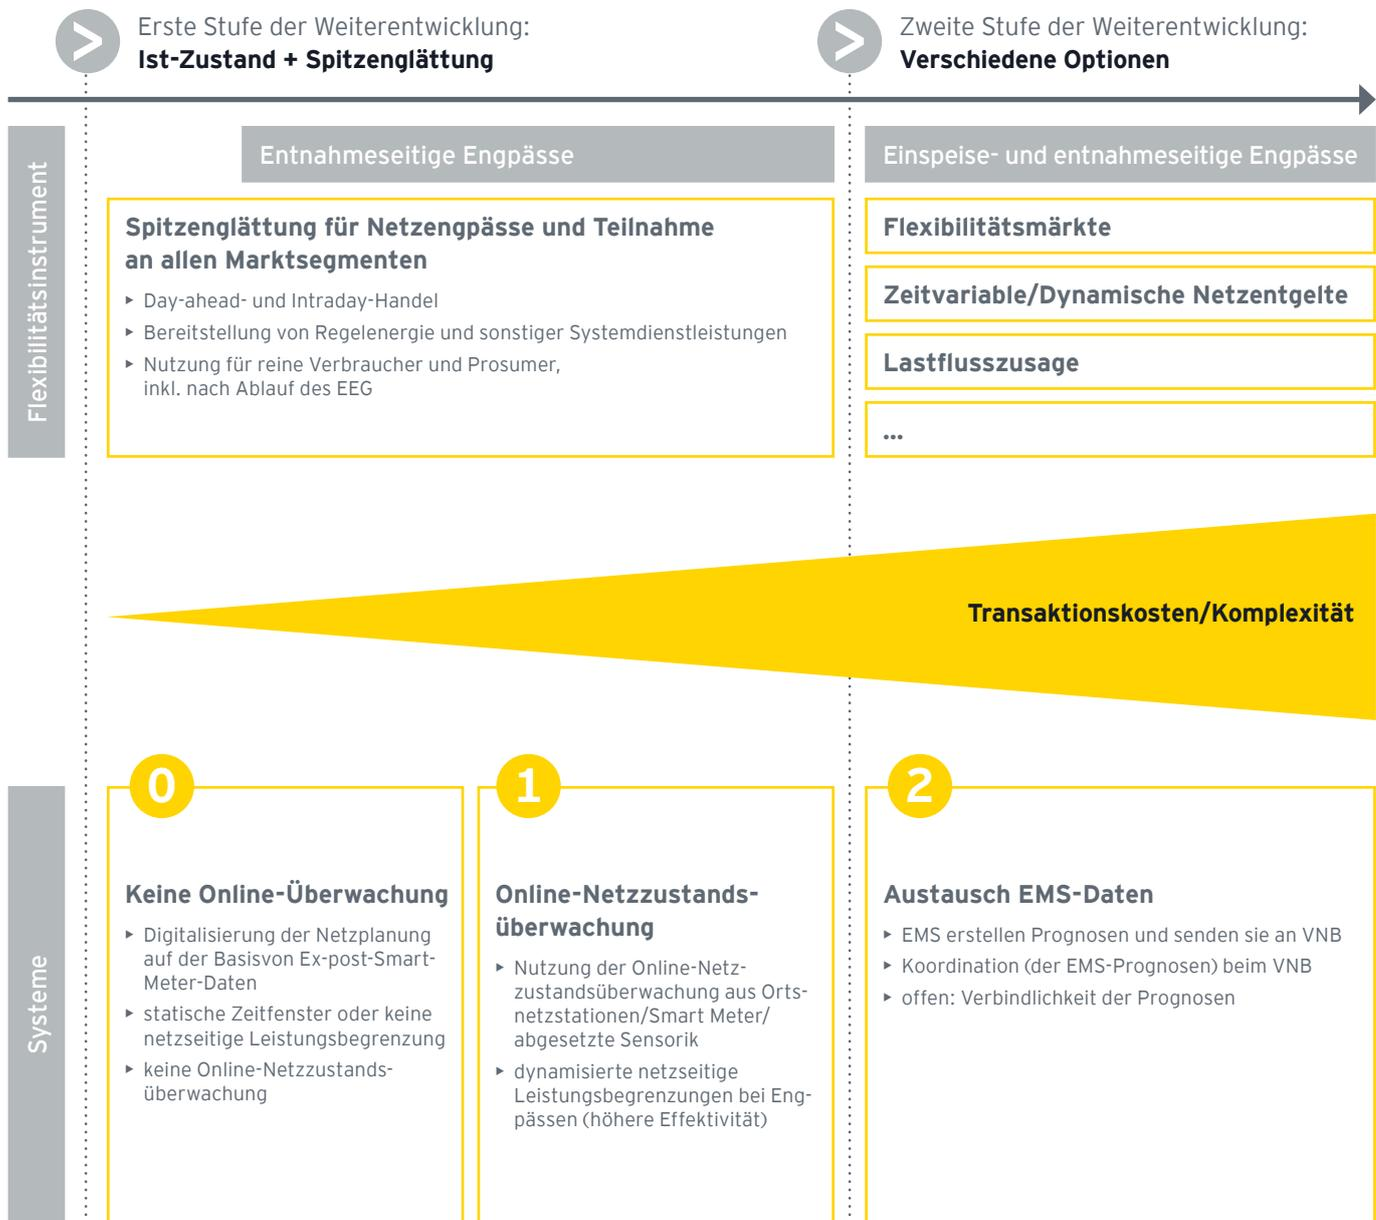 >
Erste Stufe der Weiterentwicklung:
Ist-Zustand + Spitzenglättung
>
Zweite Stufe der Weiterentwicklung:
Verschiedene Optionen
Flexibilitätsinstrument
Entnahmeseitige Engpässe
Spitzenglättung für Netzengpässe und Teilnahme
an allen Marktsegmenten
▸ Day-ahead- und Intraday-Handel
▸ Bereitstellung von Regelenergie und sonstiger Systemdienstleistungen
▸ Nutzung für reine Verbraucher und Prosumer,
inkl. nach Ablauf des EEG
Einspeise- und entnahmeseitige Engpässe
Flexibilitätsmärkte
Zeitvariable/Dynamische Netzentgelte
Lastflusszusage
...
Transaktionskosten/Komplexität
Systeme
0
Keine Online-Überwachung
▸ Digitalisierung der Netzplanung
auf der Basisvon Ex-post-Smart-
Meter-Daten
▸ statische Zeitfenster oder keine
netzseitige Leistungsbegrenzung
▸ keine Online-Netzzustands-
überwachung
1
Online-Netzzustands-
überwachung
▸ Nutzung der Online-Netz-
zustandsüberwachung aus Orts-
netzstationen/Smart Meter/
abgesetzte Sensorik
▸ dynamisierte netzseitige
Leistungsbegrenzungen bei Eng-
pässen (höhere Effektivität)
2
Austausch EMS-Daten
▸ EMS erstellen Prognosen und senden sie an VNB
▸ Koordination (der EMS-Prognosen) beim VNB
▸ offen: Verbindlichkeit der Prognosen